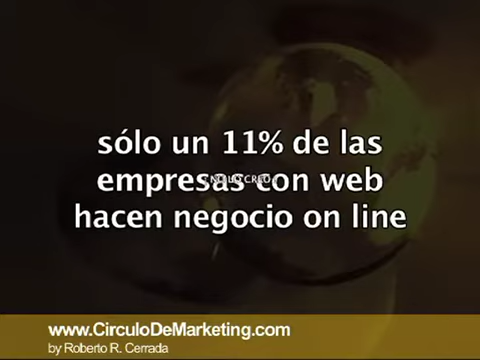 sólo un 11% de las
empresas con web
hacen negocio on line
www.CirculoDeMarketing.com
by Roberto R. Cerrada